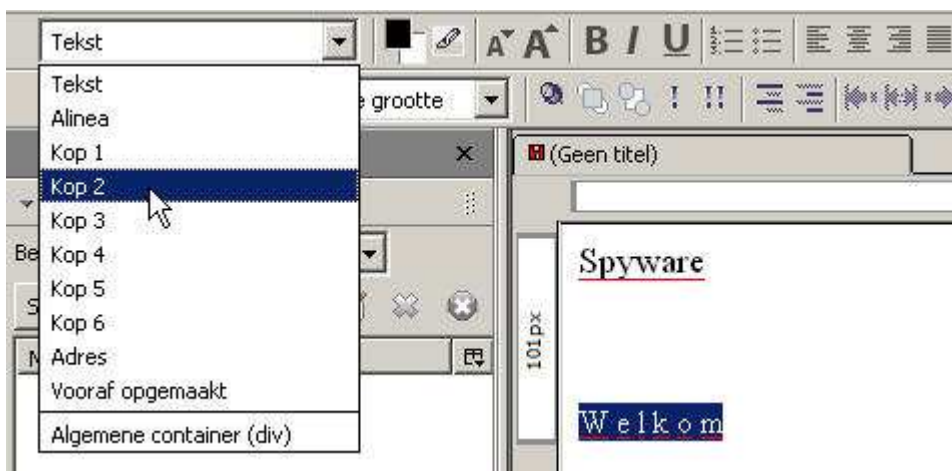 Tekst
A A B I U
Tekst
Alinea
grootte
Kop 1
(Geen titel)
Kop 2
Kop 3
Be
Kop 4
Spyware
Kop 5
S
Kop 6
101px
N
Adres
Vooraf opgemaakt
Welkom
Algemene container (div)